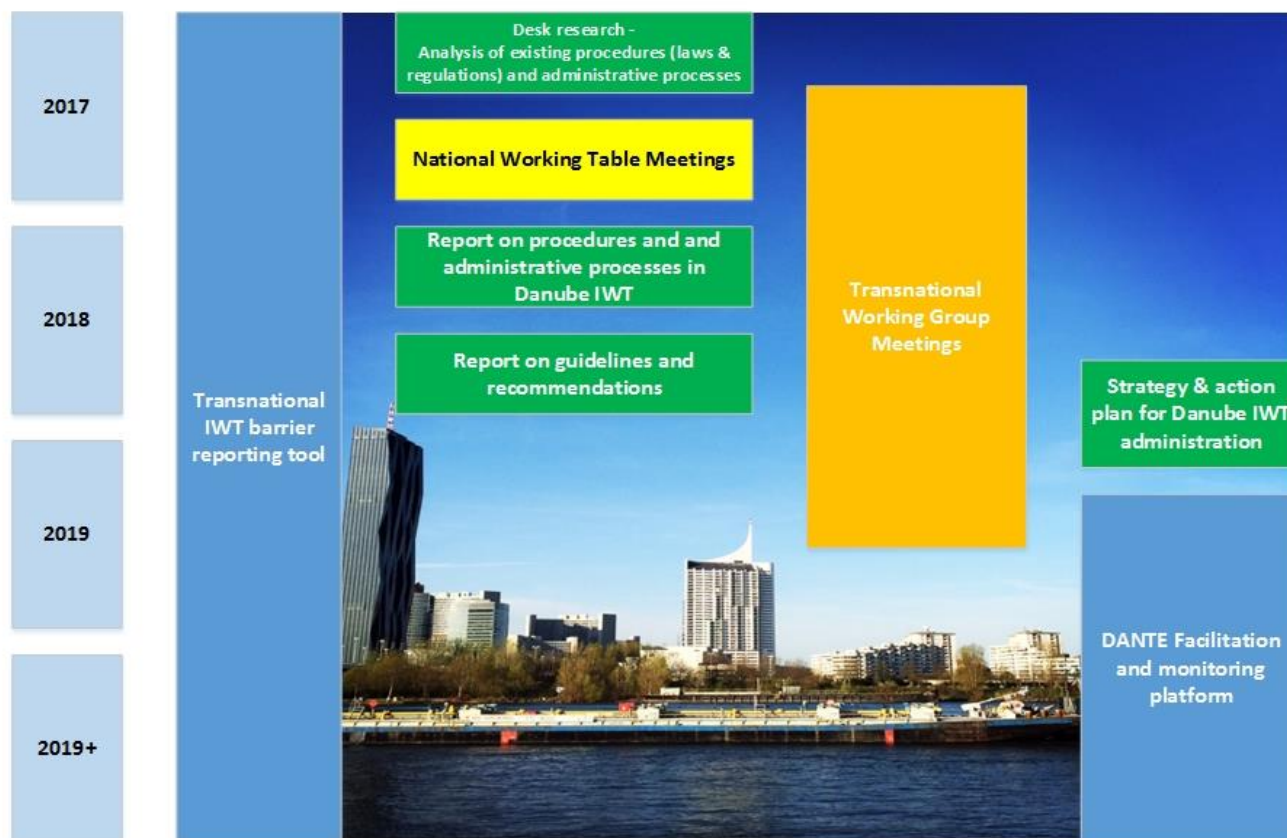 2017
2018
2019
2019+
Transnational
IWT barrier
reporting tool
Desk research -
Analysis of existing procedures (laws &
regulations) and administrative processes
National Working Table Meetings
Report on procedures and and
administrative processes in
Danube IWT
Report on guidelines and
recommendations
Transnational
Working Group
Meetings
Strategy & action
plan for Danube IWT
administration
DANTE Facilitation
and monitoring
platform